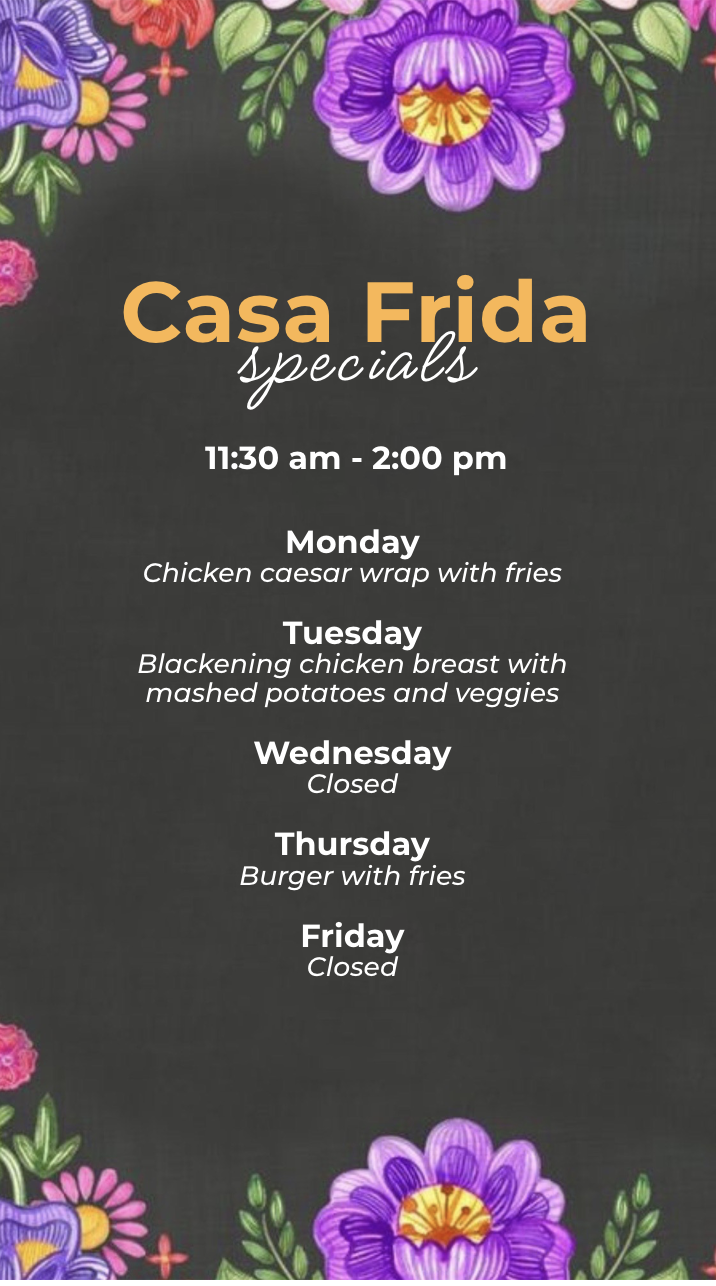 Casa Frida
specials
11:30 am - 2:00 pm
Monday
Chicken caesar wrap with fries
Tuesday
Blackening chicken breast with
mashed potatoes and veggies
Wednesday
Closed
Thursday
Burger with fries
Friday
Closed